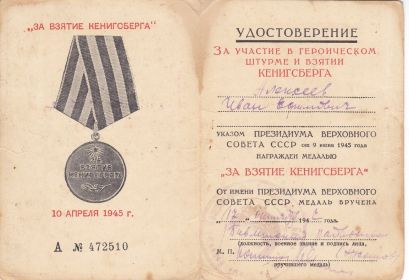 „ЗА ВЗЯТИЕ КЕНИГСБЕРГА"
ЗА
ВЗЯТИЕ
КЕНИГСБЕРГА
10 АПРЕЛЯ 1945 г.
А № 472510
УДОСТОВЕРЕНИЕ
ЗА УЧАСТИЕ В ГЕРОИЧЕСКОМ
ШТУРМЕ И ВЗЯТИИ
КЕНИГСБЕРГА
Алексеев
Иван
УКАЗОМ ПРЕЗИДИУМА ВЕРХОВНОГО
СОВЕТА СССР от 9 июня 1945 года
НАГРАЖДЕН МЕДАЛЬЮ
„ЗА ВЗЯТИЕ КЕНИГСБЕРГА"
От имени ПРЕЗИДИУМА ВЕРХОВНОГО
СОВЕТА СССР МЕДАЛЬ ВРУЧЕНА
194 года.
(должность, военное звание и подпись лица,
М. П.
вручившего медаль)